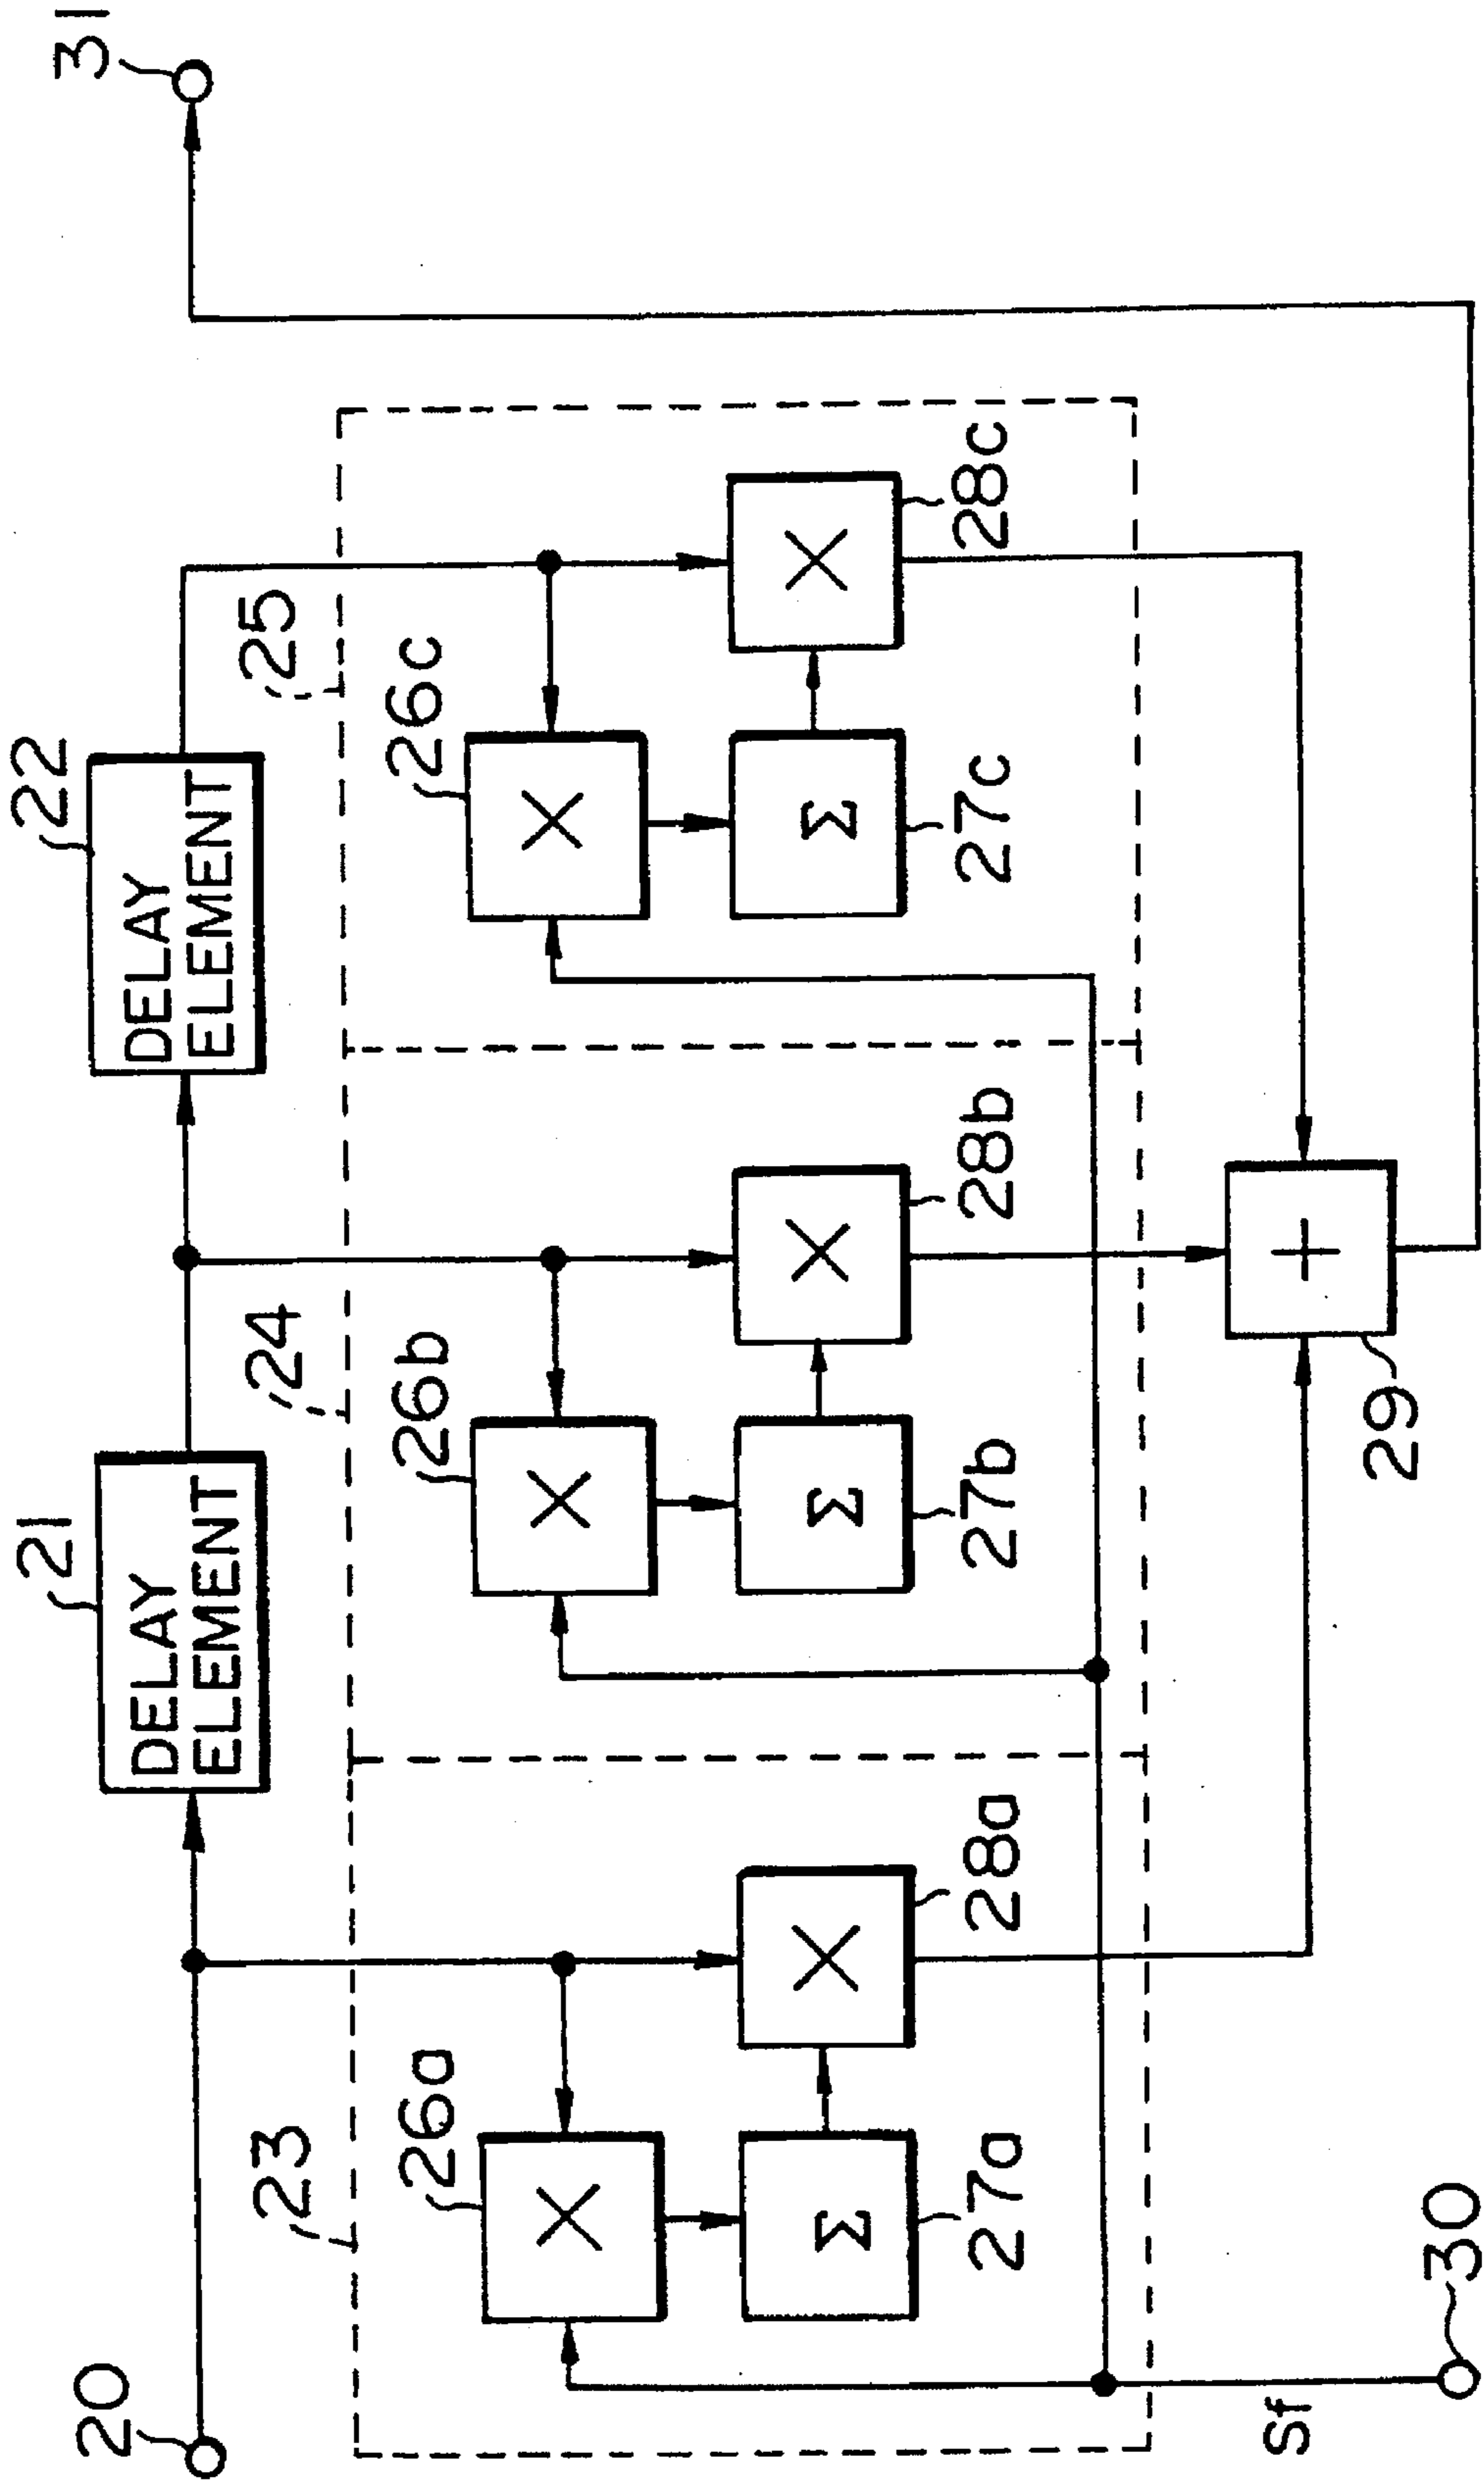 20
21
DELAY
ELEMENT
22
DELAY
ELEMENT
31
23
24
25
26a
×
26b
×
26c
×
27a
Σ
28a
×
27b
Σ
28b
×
27c
Σ
28c
×
Sf
30
29
+